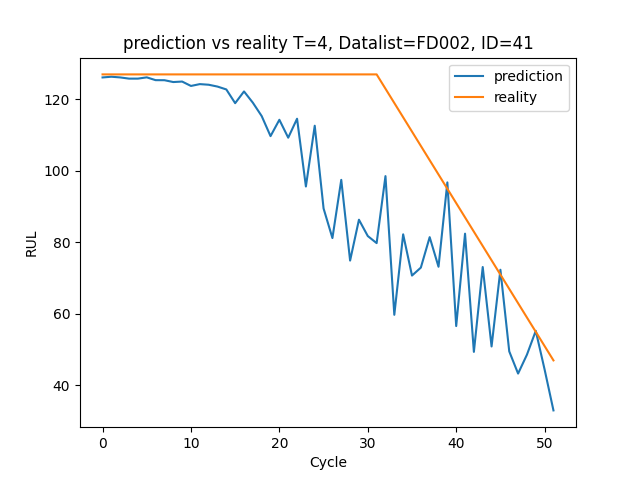 prediction vs reality T=4, Datalist=FD002, ID=41
prediction
reality
120
100
80
60
40
RUL
0 10 20 30 40 50
Cycle